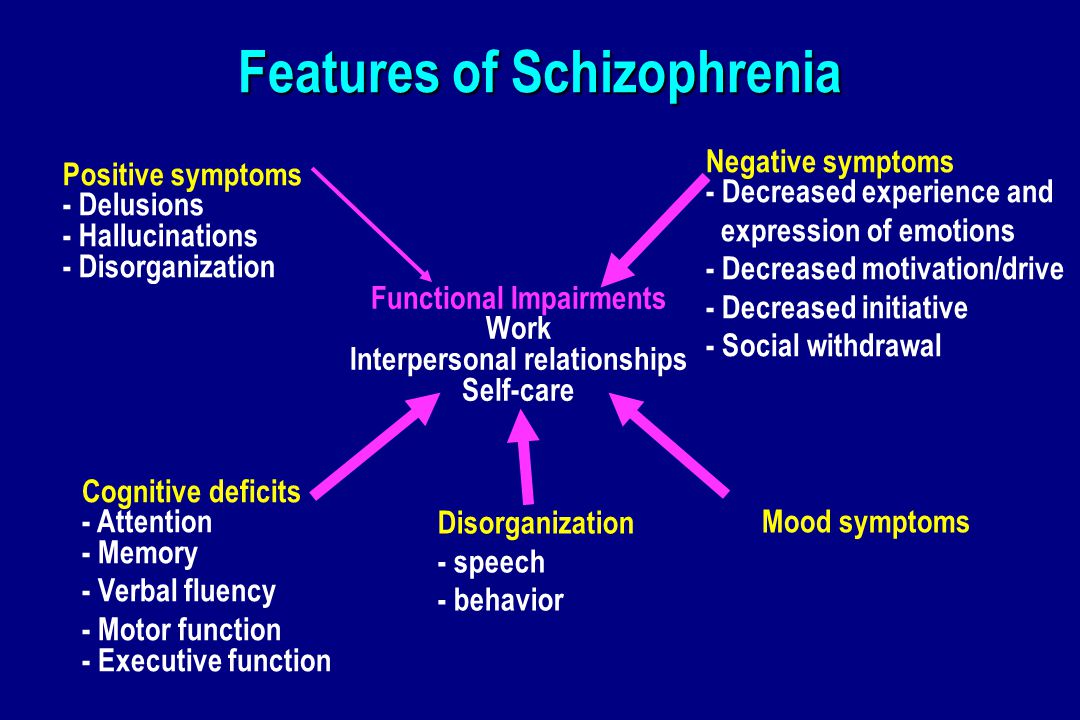 Features of Schizophrenia
Positive symptoms
- Delusions
- Hallucinations
- Disorganization
Negative symptoms
- Decreased experience and
expression of emotions
- Decreased motivation/drive
- Decreased initiative
- Social withdrawal
Functional Impairments
Work
Interpersonal relationships
Self-care
Cognitive deficits
- Attention
- Memory
- Verbal fluency
- Motor function
- Executive function
Disorganization
- speech
- behavior
Mood symptoms